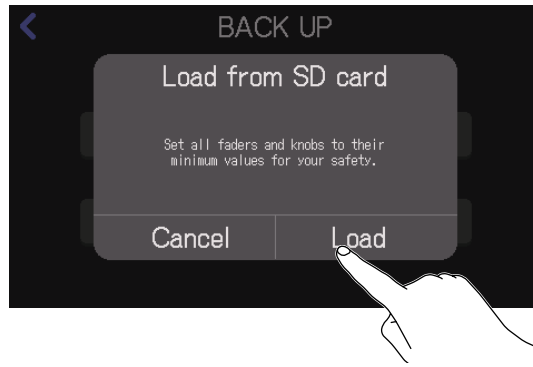 BACK UP
Load from SD card
Set all faders and knobs to their
minimum values for your safety.
Cancel
Load